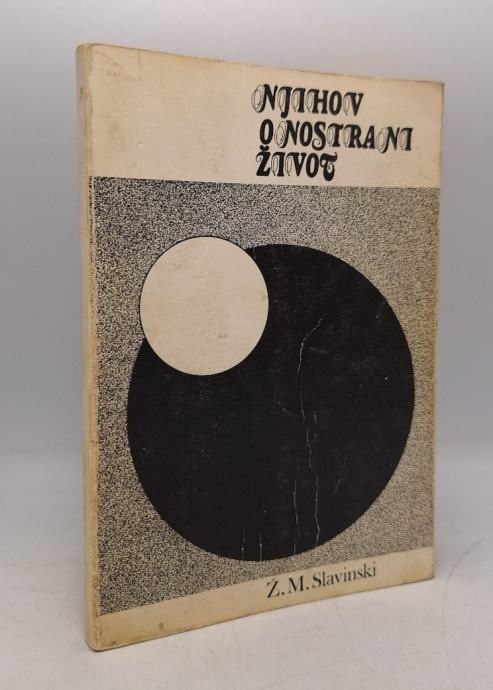 NJIHOV
ONOSTRANI
ŽIVOT
Ž. M. Slavinski